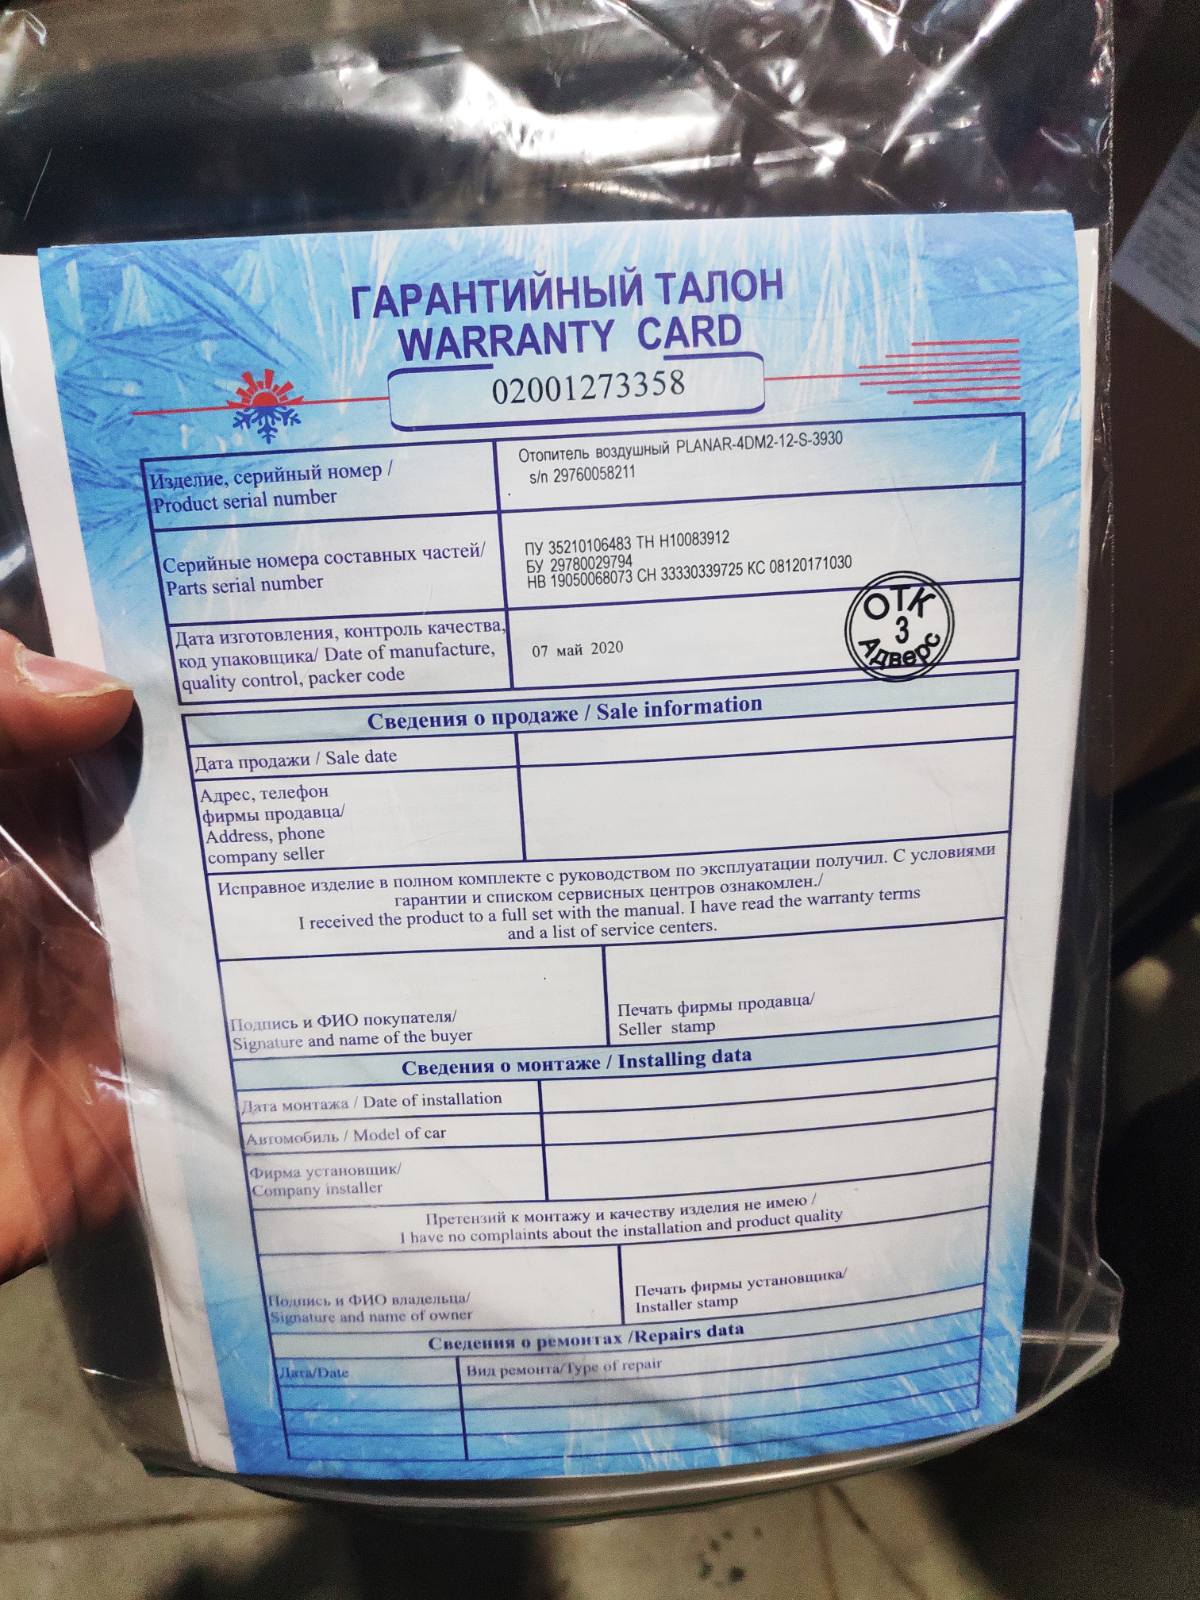 ГАРАНТИЙНЫЙ ТАЛОН
WARRANTY CARD
02001273358
Изделие, серийный номер /
Product serial number
Отопитель воздушный PLANAR-4DM2-12-S-3930
s/n 29760058211
Серийные номера составных частей/
Parts serial number
ПУ 35210106483 ТН Н10083912
БУ 29780029794
НВ 19050068073 СН 33330339725 КС 08120171030
Дата изготовления, контроль качества,
код упаковщика/ Date of manufacture,
quality control, packer code
07 май 2020
ОТК
3
Адверс
Сведения о продаже / Sale information
Дата продажи / Sale date
Адрес, телефон
фирмы продавца/
Address, phone
company seller
Исправное изделие в полном комплекте с руководством по эксплуатации получил. С условиями
гарантии и списком сервисных центров ознакомлен./
I received the product to a full set with the manual. I have read the warranty terms
and a list of service centers.
Подпись и ФИО покупателя/
Signature and name of the buyer
Печать фирмы продавца/
Seller stamp
Сведения о монтаже / Installing data
Дата монтажа / Date of installation
Автомобиль / Model of car
Фирма установщик/
Company installer
Претензий к монтажу и качеству изделия не имею /
I have no complaints about the installation and product quality
Подпись и ФИО владельца/
Signature and name of owner
Печать фирмы установщика/
Installer stamp
Сведения о ремонтах /Repairs data
Дата/Date
Вид ремонта/Type of repair